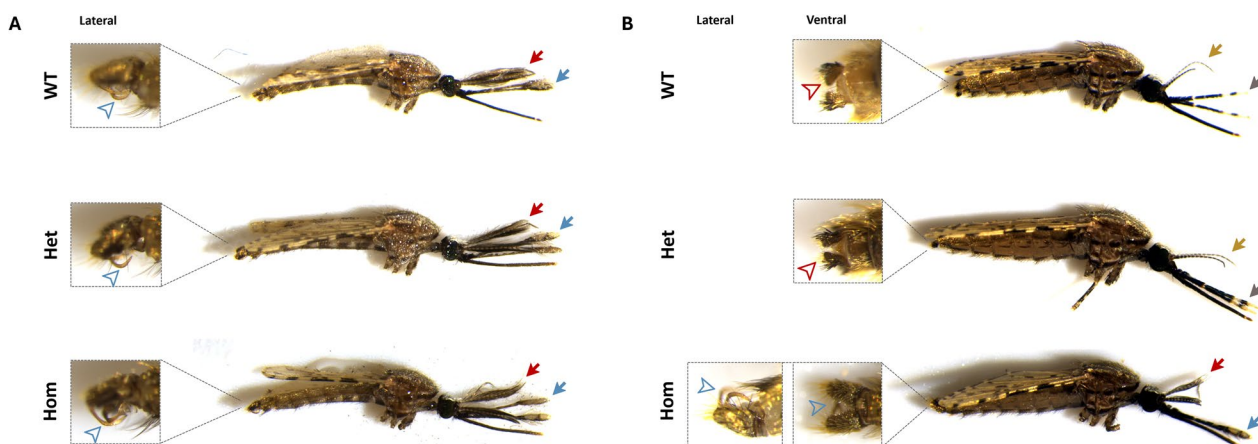 A
Lateral
WT
Het
Hom
B
Lateral
Ventral
WT
Het
Hom